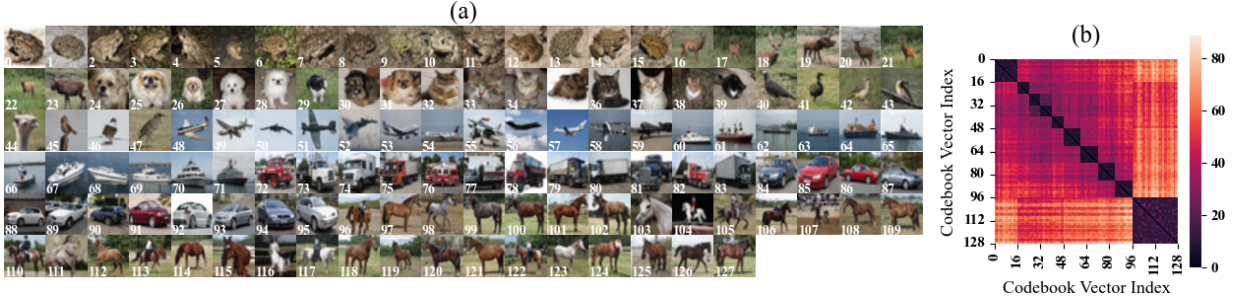 (a)
0 1 2 3 4 5 6 7 8 9 10 11 12 13 14 15 16 17 18 19 20 21
22 23 24 25 26 27 28 29 30 31 32 33 34 35 36 37 38 39 40 41 42 43
44 45 46 47 48 49 50 51 52 53 54 55 56 57 58 59 60 61 62 63 64 65
66 67 68 69 70 71 72 73 74 75 76 77 78 79 80 81 82 83 84 85 86 87
88 89 90 91 92 93 94 95 96 97 98 99 100 101 102 103 104 105 106 107 108 109
110 111 112 113 114 115 116 117 118 119 120 121 122 123 124 125 126 127
(b)
Codebook Vector Index
0
16
32
48
64
80
96
112
128
0 16 32 48 64 80 96 112 128
Codebook Vector Index
80
60
40
20
0